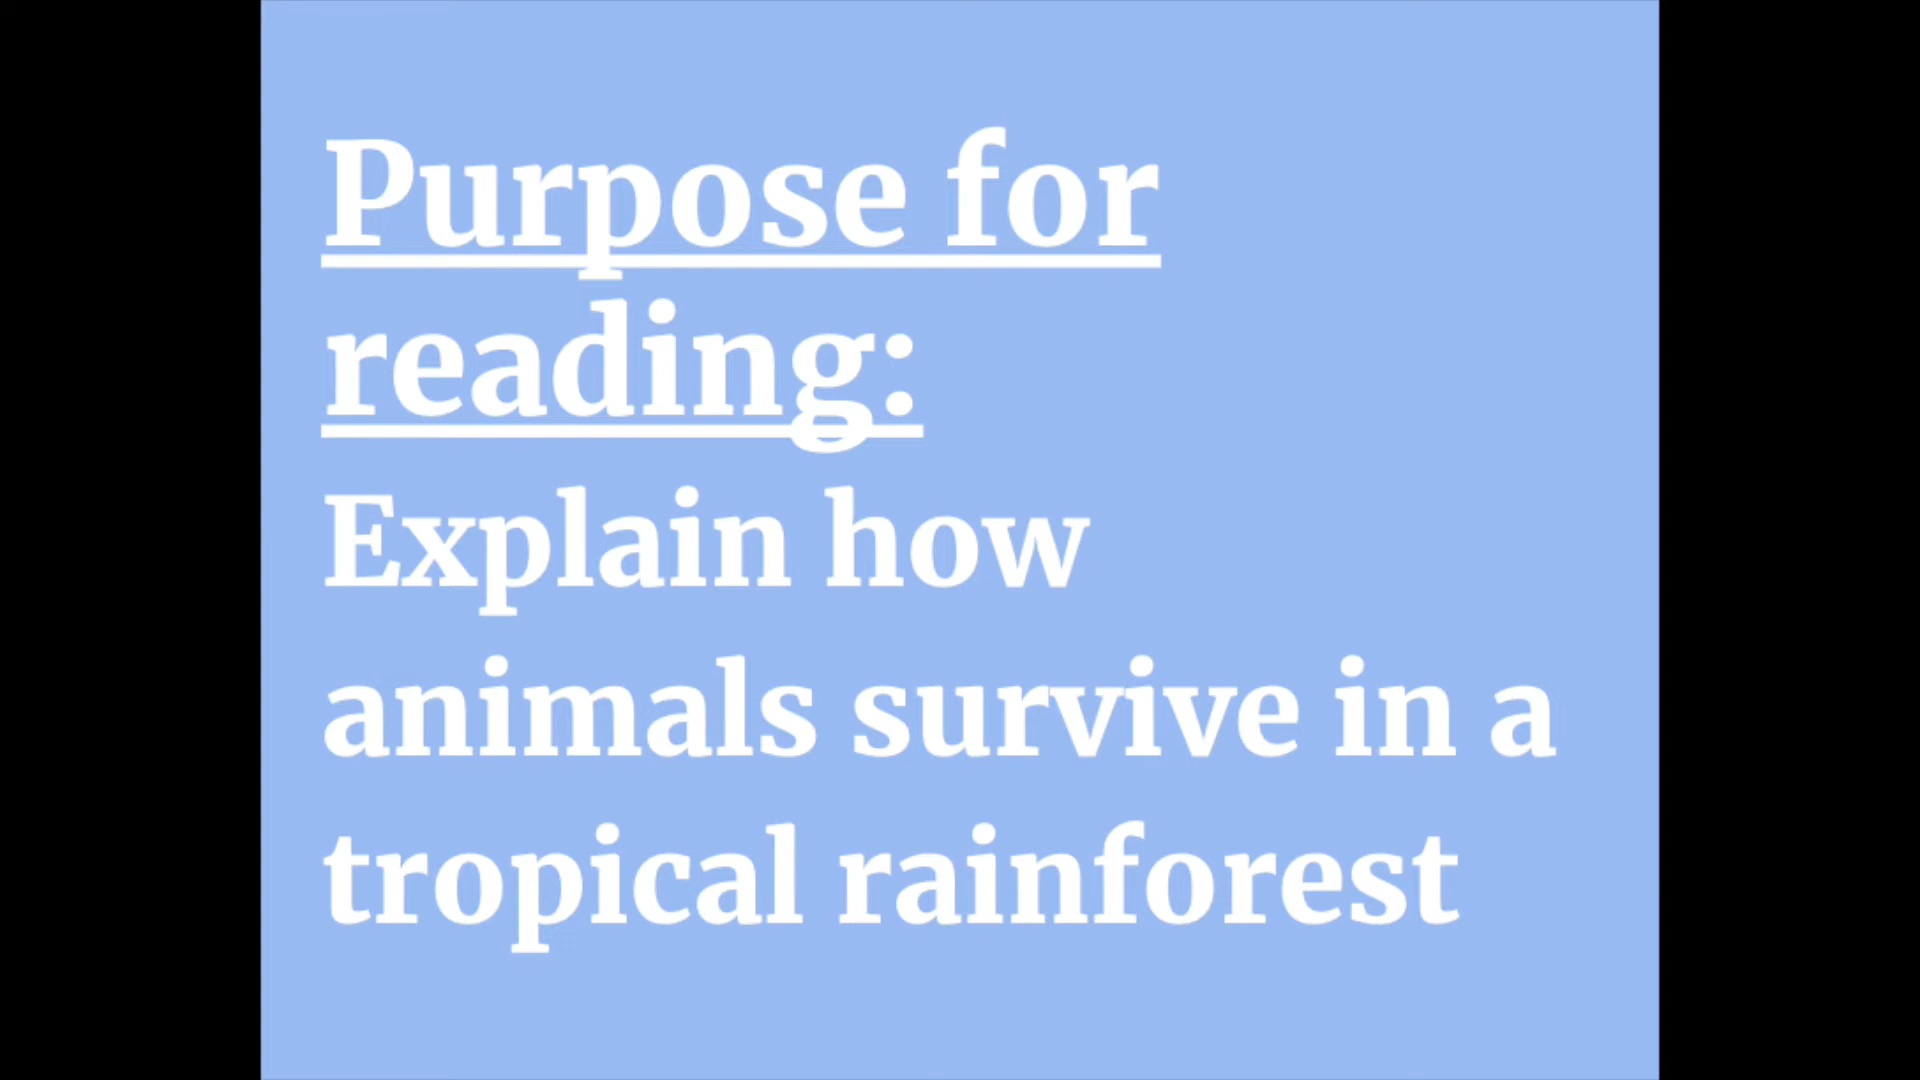 Purpose for
reading:
Explain how
animals survive in a
tropical rainforest